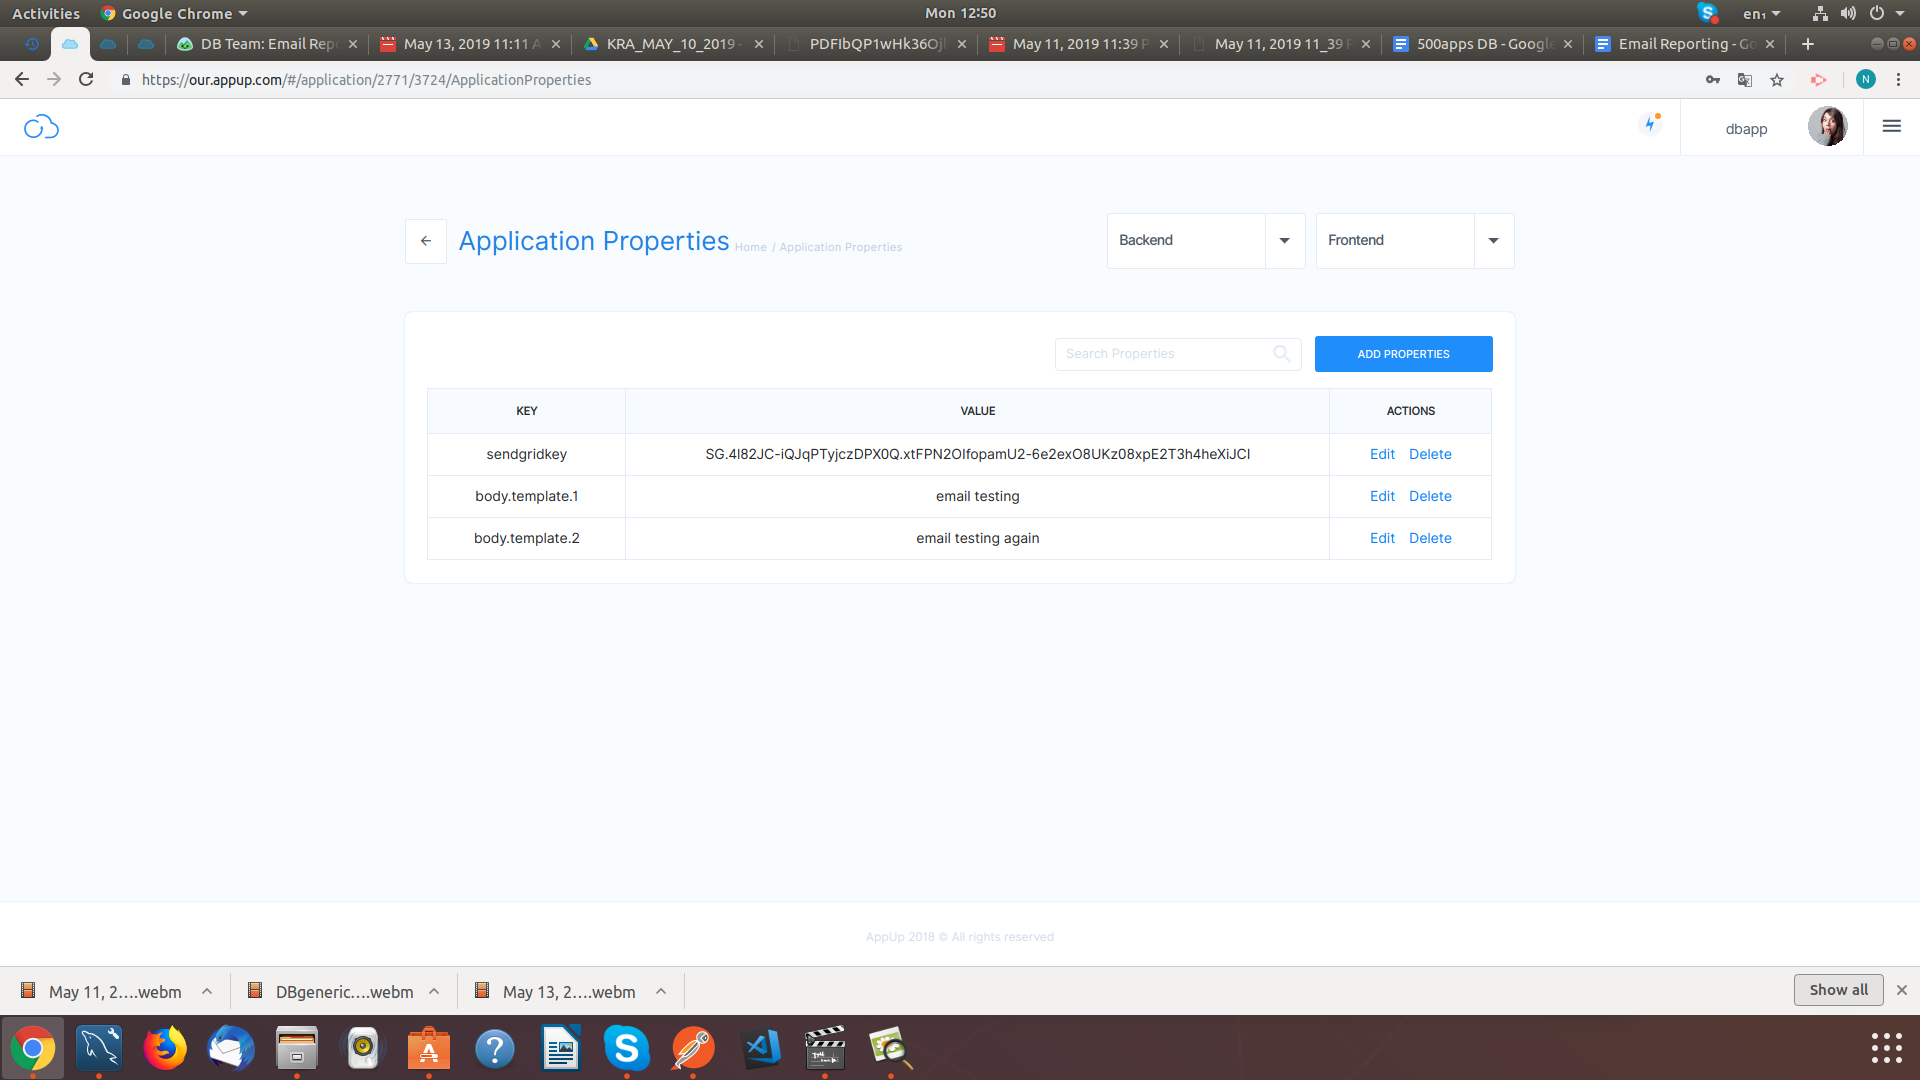 Activities Google Chrome Mon 12:50 en₁
DB Team: Email Rep May 13, 2019 11:11 A KRA_MAY_10_2019 - PDFIbQP1wHk36Ojl May 11, 2019 11:39 P May 11, 2019 11_39 P 500apps DB - Google Email Reporting - Go
https://our.appup.com/#/application/2771/3724/ApplicationProperties N
dbapp
Application Properties Home / Application Properties Backend Frontend
Search Properties ADD PROPERTIES
KEY VALUE ACTIONS
sendgridkey 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 Edit Delete
body.template.1 email testing Edit Delete
body.template.2 email testing again Edit Delete
AppUp 2018 © All rights reserved
May 11, 2....webm DBgeneric....webm May 13, 2....webm Show all